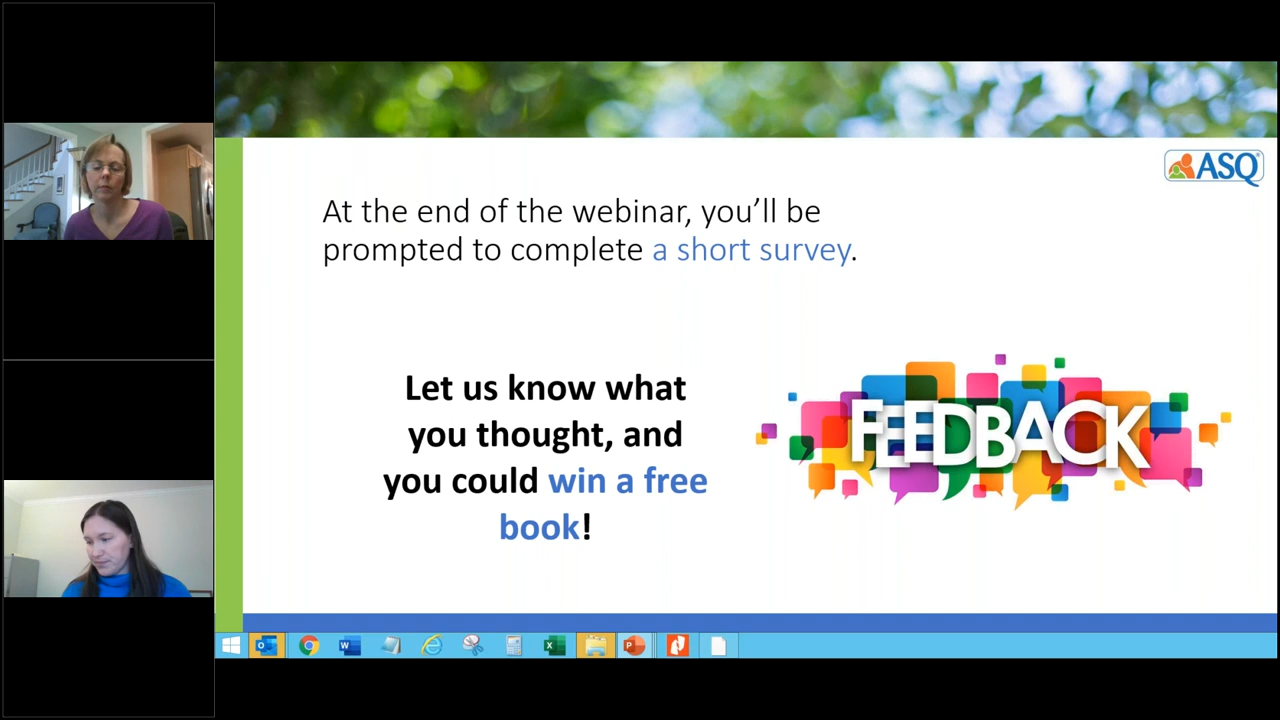 ASQ
At the end of the webinar, you’ll be
prompted to complete a short survey.
Let us know what
you thought, and
you could win a free
book!
FEEDBACK